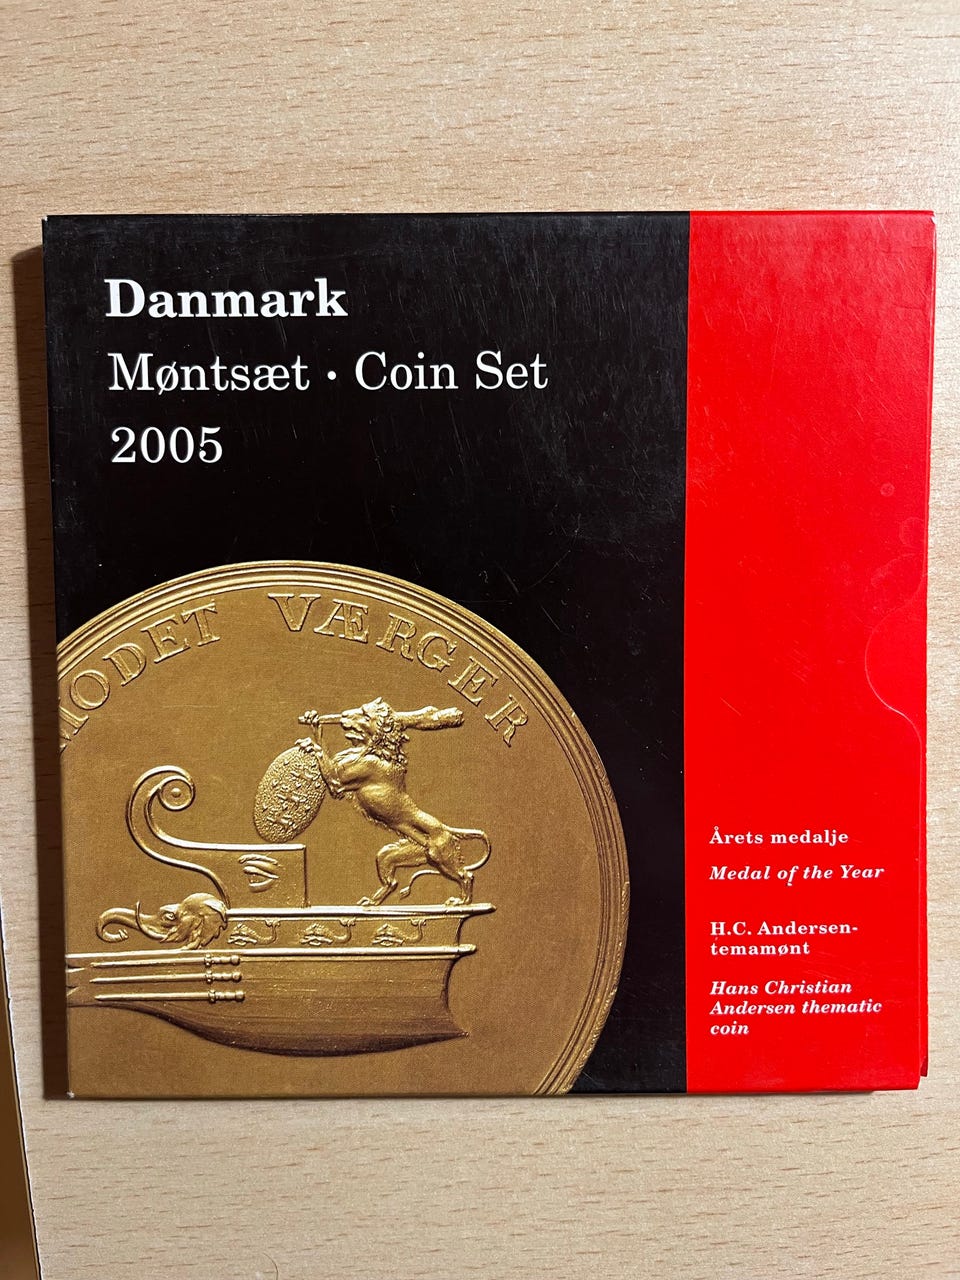 Danmark
Møntsæt · Coin Set
2005
MODET VÆRGER
Årets medalje
Medal of the Year
H.C. Andersen-
temamønt
Hans Christian
Andersen thematic
coin